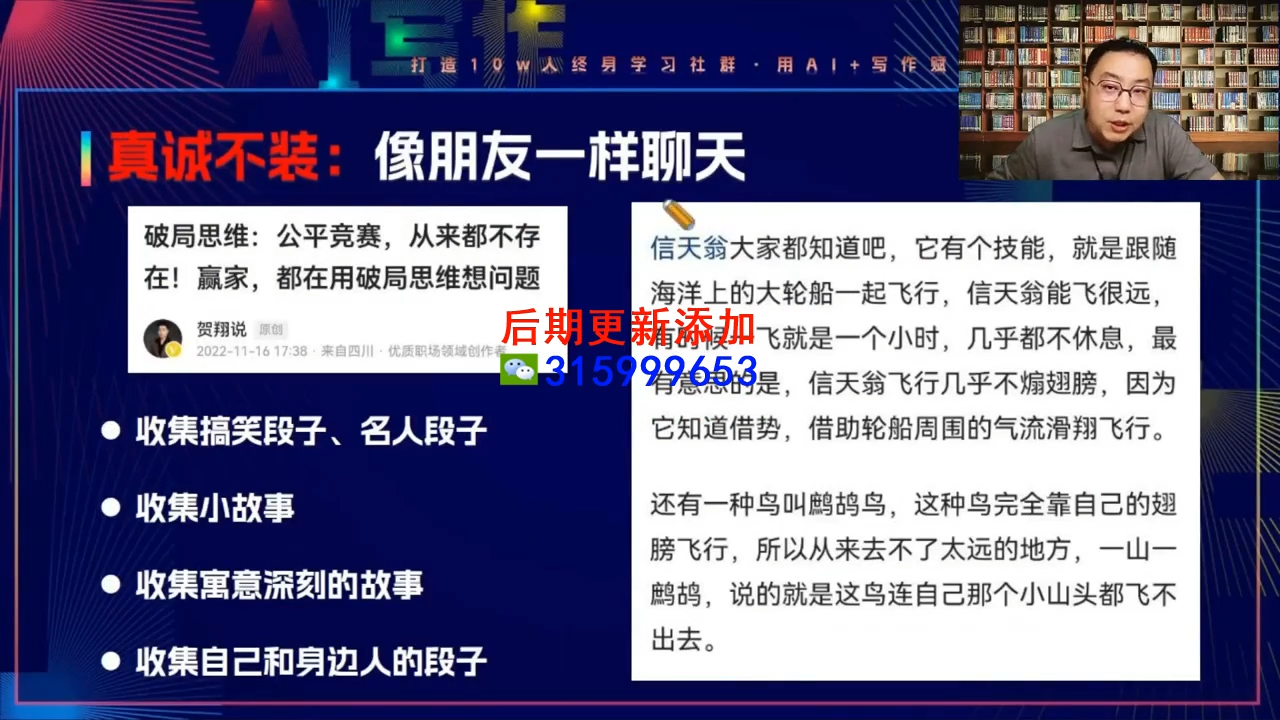 AI写作
打造10w人终身学习社群·用AI+写作赋
真诚不装：像朋友一样聊天
破局思维：公平竞赛，从来都不存
在！赢家，都在用破局思维想问题
贺翔说 原创
2022-11-16 17:38 · 来自四川 · 优质职场领域创作者
收集搞笑段子、名人段子
收集小故事
收集寓意深刻的故事
收集自己和身边人的段子
信天翁大家都知道吧，它有个技能，就是跟随
海洋上的大轮船一起飞行，信天翁能飞很远，
有时候一飞就是一个小时，几乎都不休息，最
有意思的是，信天翁飞行几乎不煽翅膀，因为
它知道借势，借助轮船周围的气流滑翔飞行。
还有一种鸟叫鹧鸪鸟，这种鸟完全靠自己的翅
膀飞行，所以从来去不了太远的地方，一山一
鹧鸪，说的就是这鸟连自己那个小山头都飞不
出去。
后期更新添加
315999653